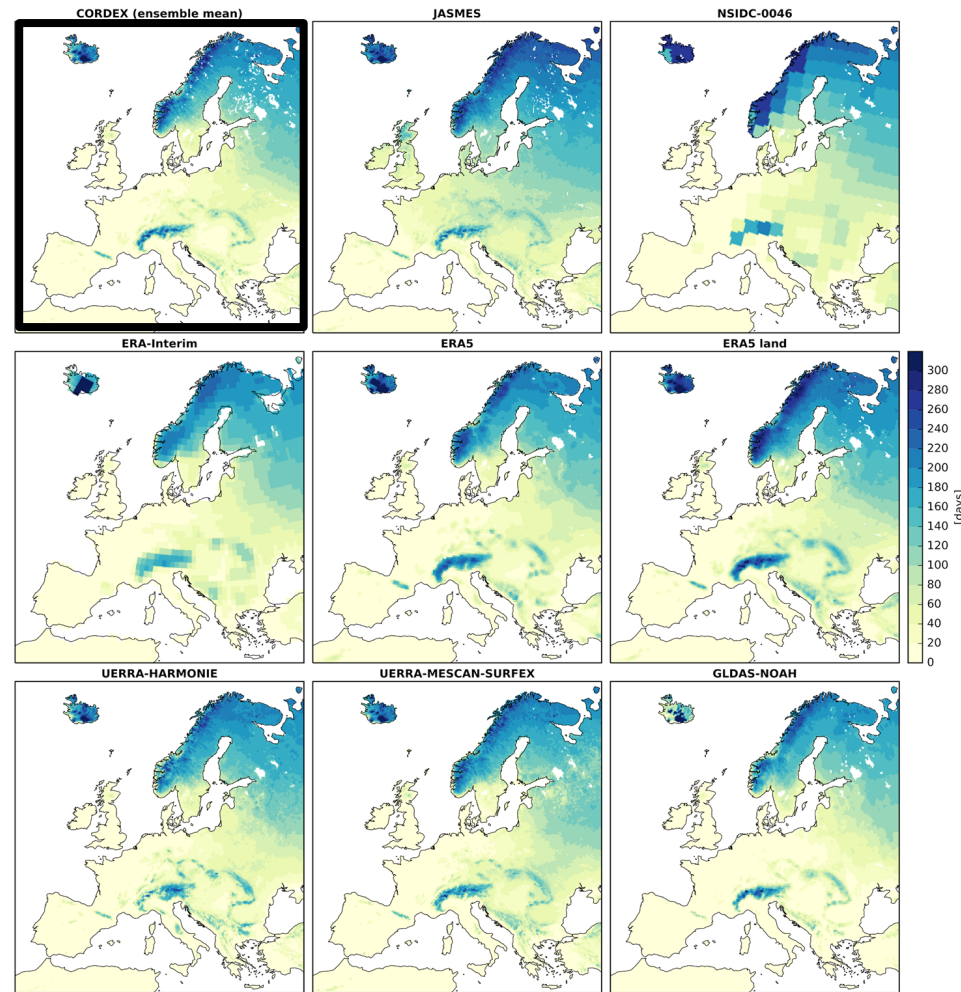 CORDEX (ensemble mean)
JASMES
NSIDC-0046
ERA-Interim
ERA5
ERA5 land
300
280
260
240
220
200
180
160
140
120
100
80
60
40
20
0
[days]
UERRA-HARMONIE
UERRA-MESCAN-SURFEX
GLDAS-NOAH